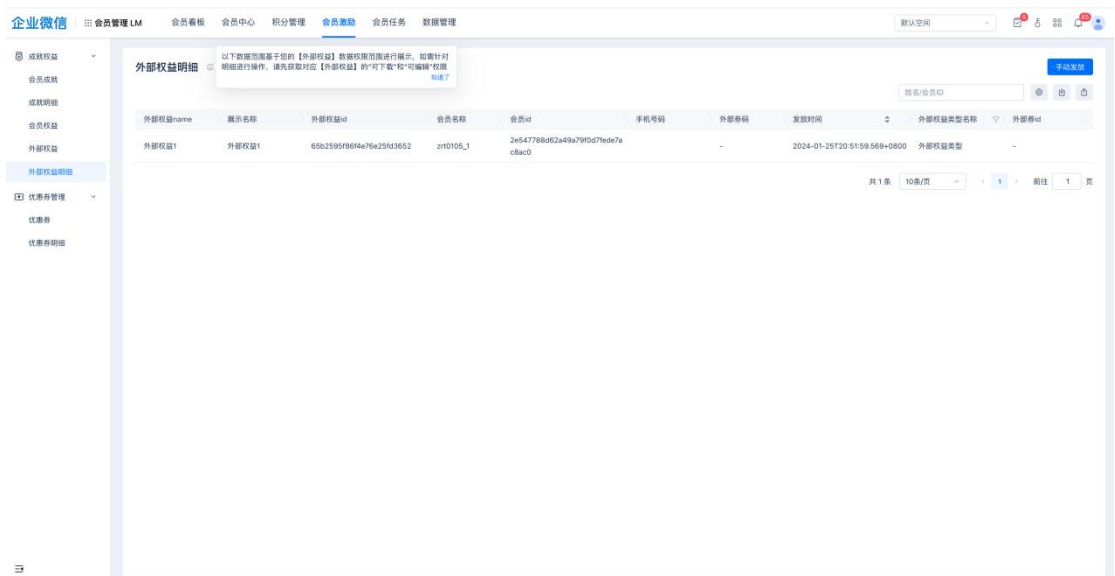 企业微信 会员管理 LM 会员看板 会员中心 积分管理 会员激励 会员任务 数据管理 默认空间 5 65
成就权益
会员成就
成就明细
会员权益
外部权益
外部权益明细
优惠券管理
优惠券
优惠券明细
外部权益明细
以下数据范围基于您的【外部权益】数据权限范围进行展示，如需针对
明细进行操作，请先获取对应【外部权益】的“可下载”和“可编辑”权限
知道了
手动发放
姓名/会员ID
外部权益name 展示名称 外部权益id 会员名称 会员id 手机号码 外部券码 发放时间 外部权益类型名称 外部券id
外部权益1 外部权益1 65b2595f86f4e76e25fd3652 zrt0105_1 2e547788d62a49a79f0d7fede7a - 2024-01-25T20:51:59.569+0800 外部权益类型 -
c8ac0
共 1 条 10条/页 1 前往 1 页